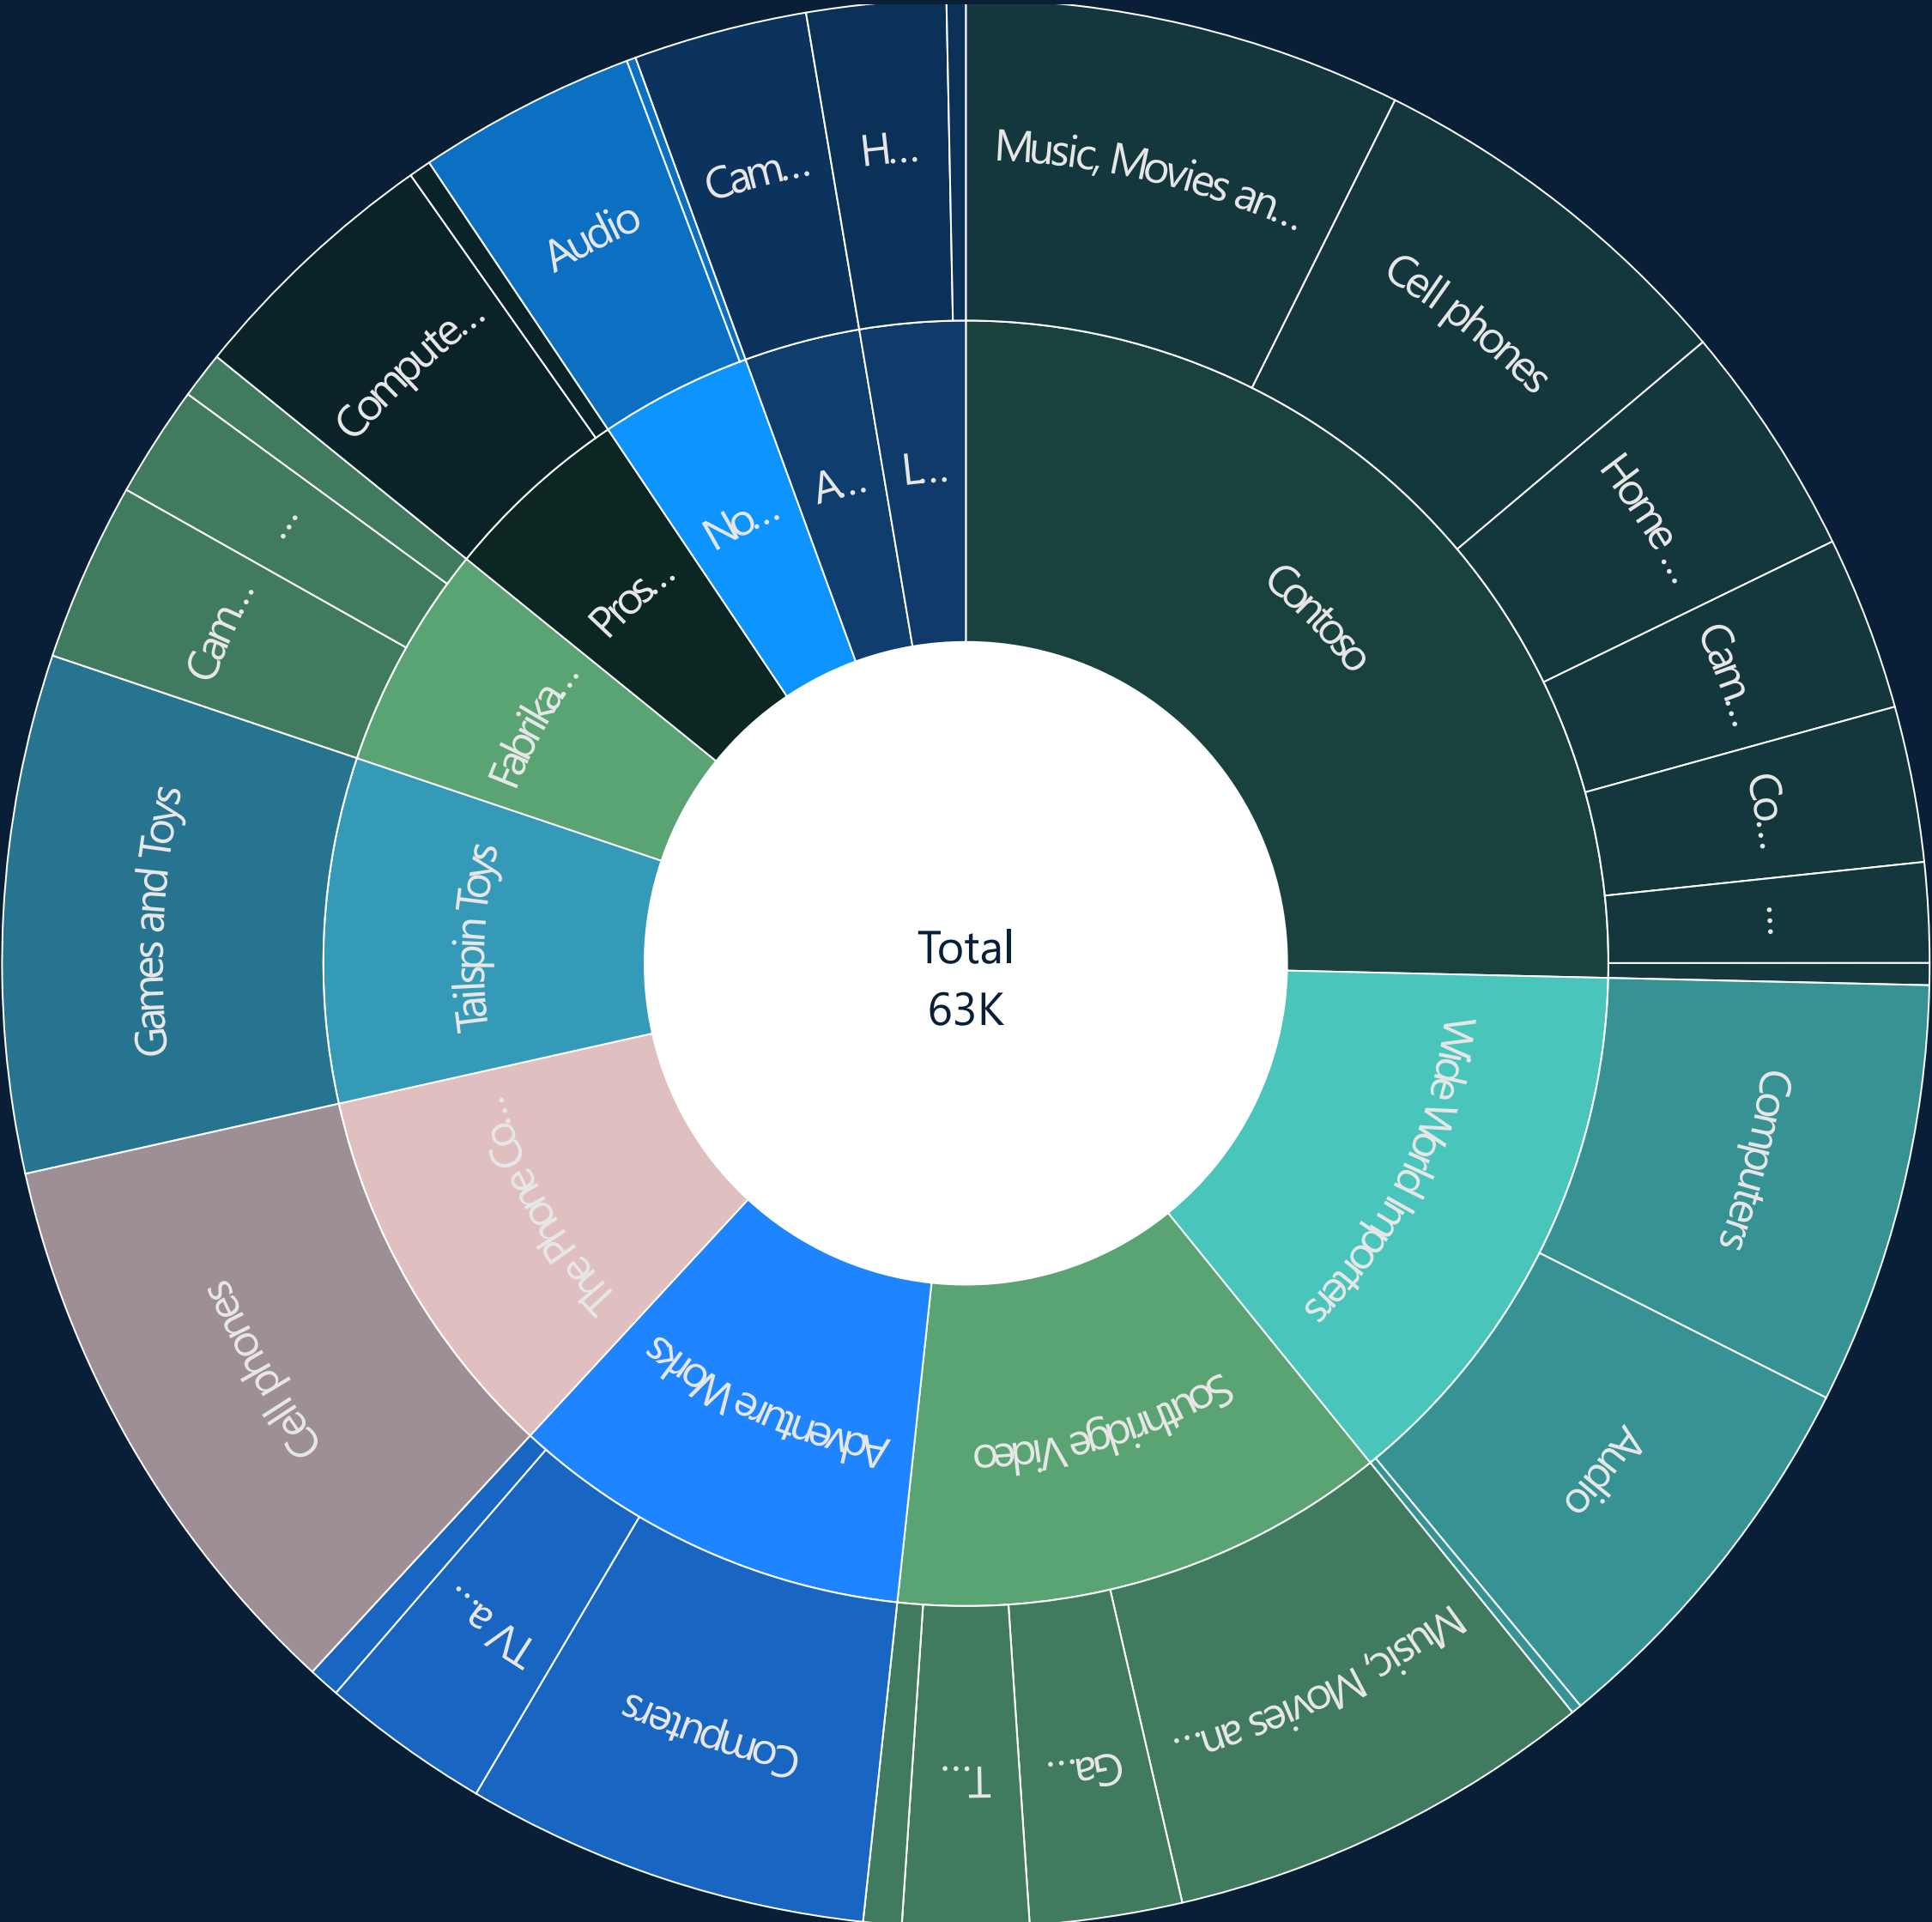 Total
63K
Contoso
Wide World Importers
Southridge Video
Adventure Works
The Phone Co...
Tailspin Toys
Fabrika...
Pros...
No...
A...
L...
Music, Movies an...
Cell phones
Home ...
Cam...
Co...
...
Computers
Audio
Music, Movies an...
Ga...
T...
Computers
TV a...
Cell phones
Games and Toys
Cam...
...
Compute...
Audio
Cam...
H...